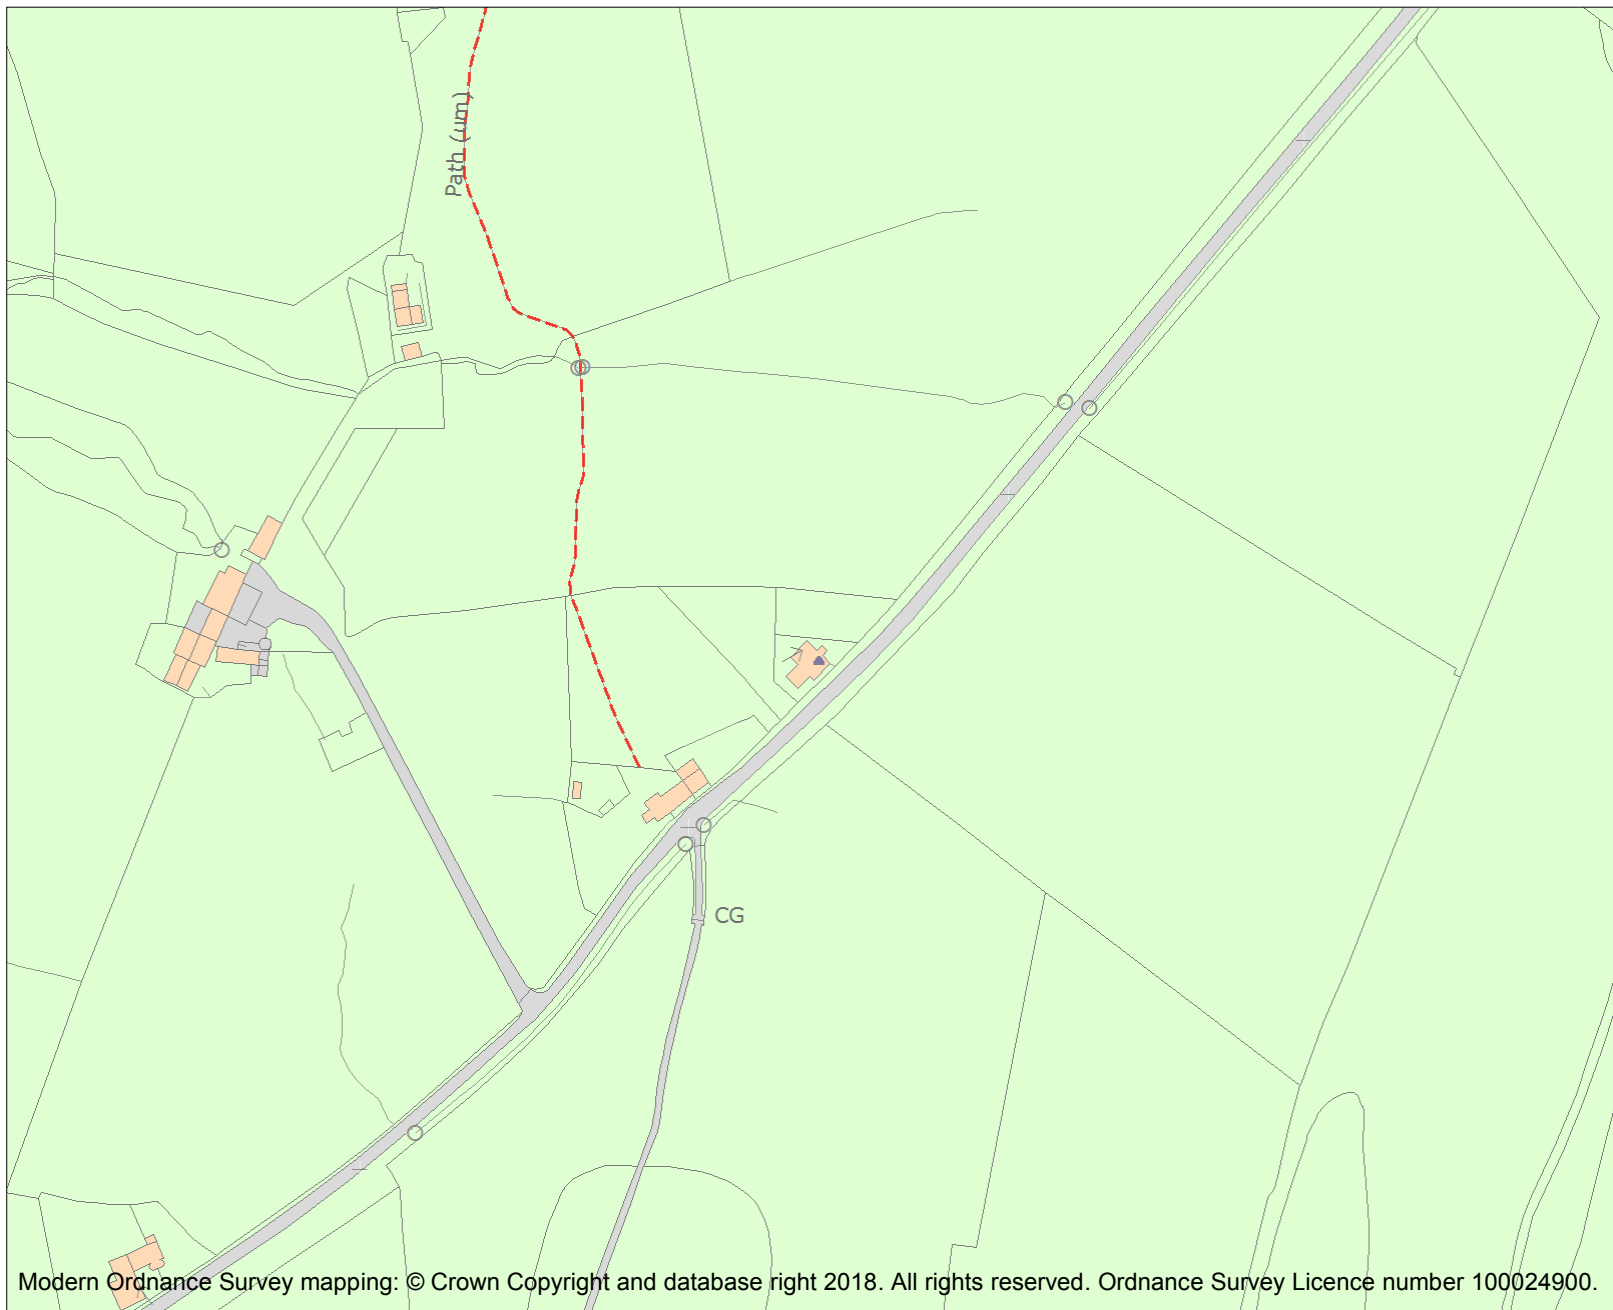 Path (um)
CG
Modern Ordnance Survey mapping: © Crown Copyright and database right 2018. All rights reserved. Ordnance Survey Licence number 100024900.